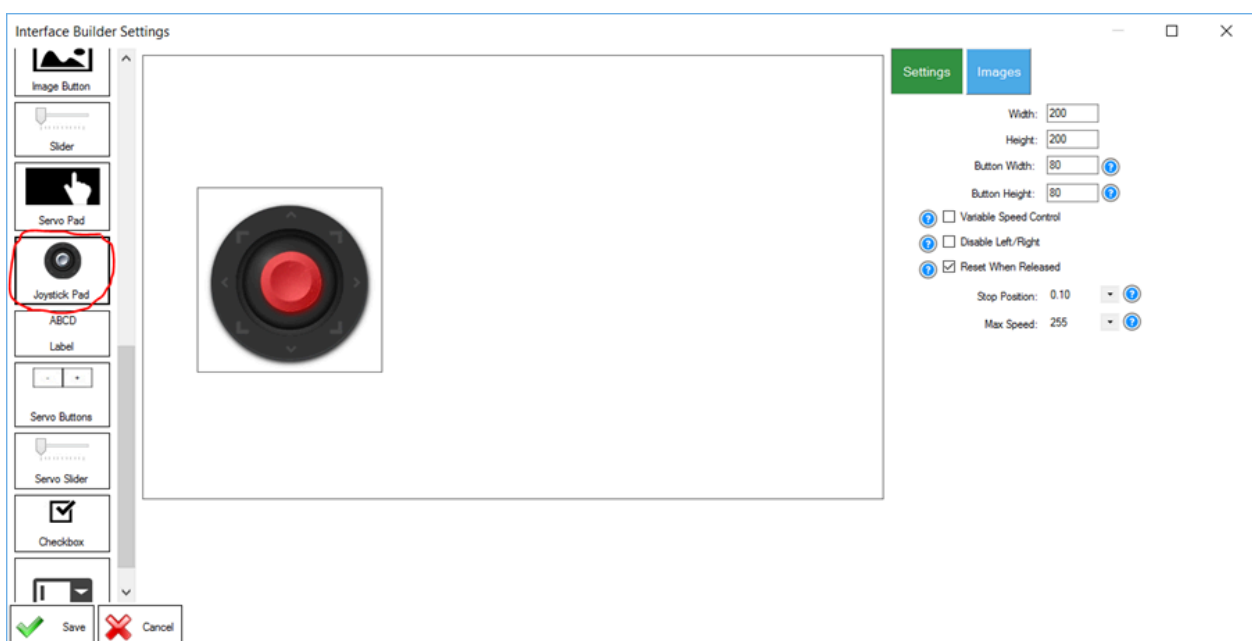 Interface Builder Settings
Image Button
Slider
Servo Pad
Joystick Pad
ABCD
Label
- +
Servo Buttons
Servo Slider
Checkbox
Save
Cancel
Settings
Images
Width: 200
Height: 200
Button Width: 80 ?
Button Height: 80 ?
? Variable Speed Control
? Disable Left/Right
? Reset When Released
Stop Position: 0.10 ?
Max Speed: 255 ?